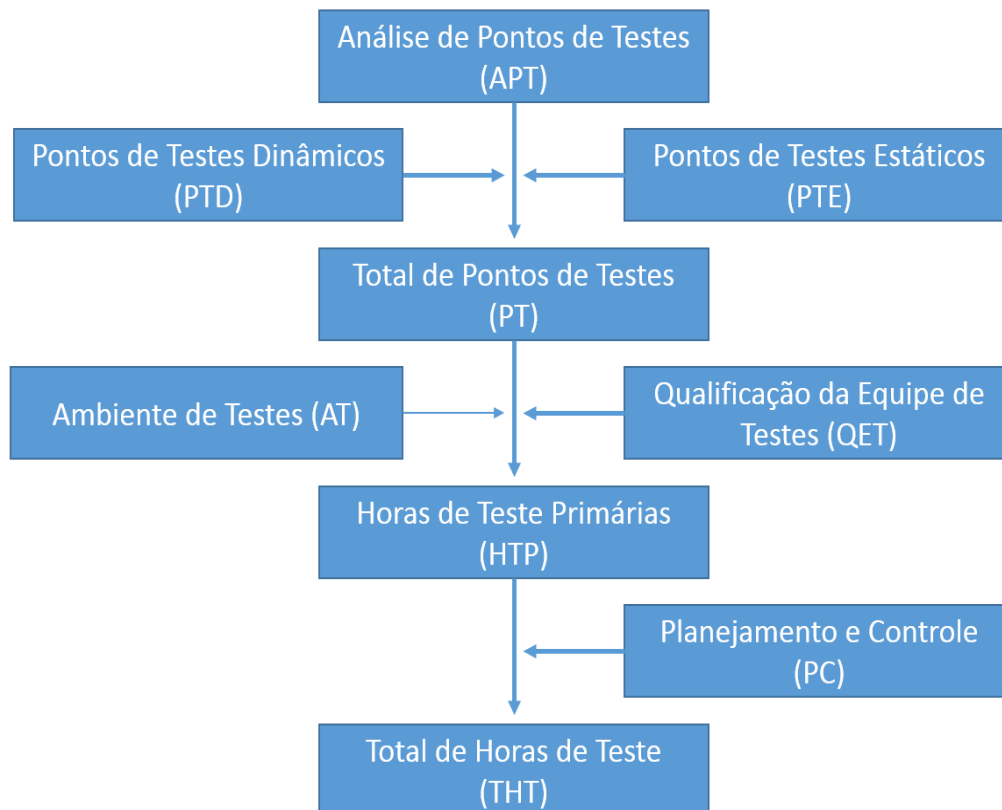 Análise de Pontos de Testes
(APT)
Pontos de Testes Dinâmicos
(PTD)
Pontos de Testes Estáticos
(PTE)
Total de Pontos de Testes
(PT)
Ambiente de Testes (AT)
Qualificação da Equipe de
Testes (QET)
Horas de Teste Primárias
(HTP)
Planejamento e Controle
(PC)
Total de Horas de Teste
(THT)